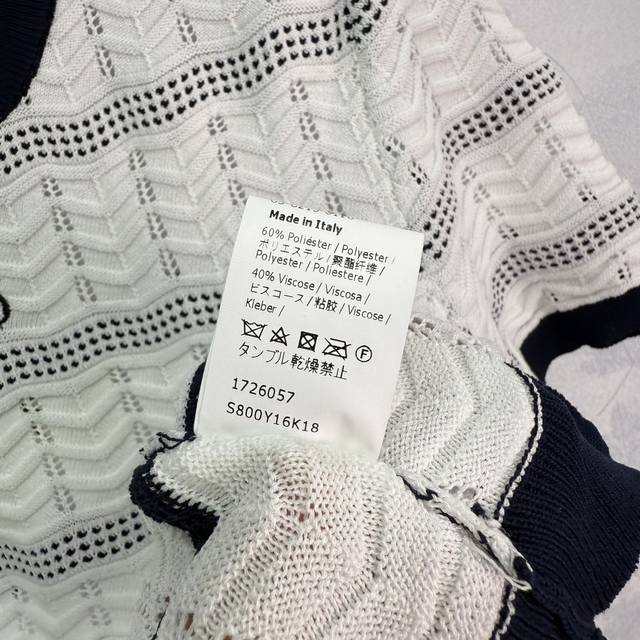 Made in Italy
60% Poliéster / Polyester /
ポリエステル / 聚酯纤维 /
Polyester / Poliestere /
40% Viscose / Viscosa /
ビスコース / 粘胶 / Viscose /
Kleber /
F
タンブル乾燥禁止
1726057
S800Y16K18